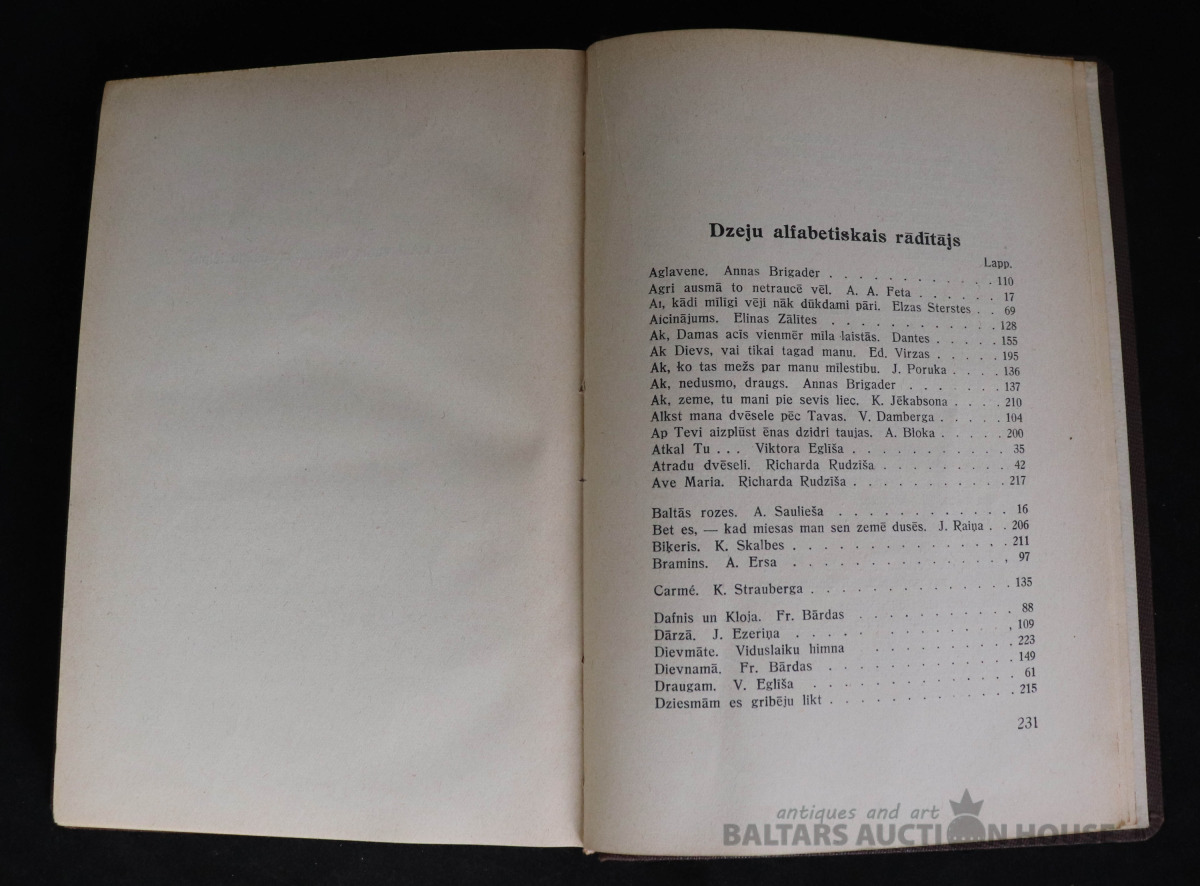 Dzeju alfabetiskais rādītājs
Lapp.
Aglavene. Annas Brigader . . . . . . . . . . . . 110
Agri ausmā to netraucē vēl. A. A. Feta . . . . . . 17
Ai, kādi mīlīgi vēji nāk dūkdami pāri. Elzas Sterstes . . 69
Aicinājums. Elinas Zālītes . . . . . . . . . . . . 128
Ak, Damas acīs vienmēr mīla laistās. Dantes . . . . . 155
Ak Dievs, vai tikai tagad manu. Ed. Virzas . . . . . 195
Ak, ko tas mežs par manu mīlestību. J. Poruka . . . . 136
Ak, nedusmo, draugs. Annas Brigader . . . . . . . 137
Ak, zeme, tu mani pie sevis liec. K. Jēkabsona . . . . 210
Alkst mana dvēsele pēc Tavas. V. Damberga . . . . . 104
Ap Tevi aizplūst ēnas dzidri taujas. A. Bloka . . . . . 200
Atkal Tu . . . Viktora Eglīša . . . . . . . . . . . 35
Atradu dvēseli. Richarda Rudzīša . . . . . . . . . 42
Ave Maria. Richarda Rudzīša . . . . . . . . . . . 217
Baltās rozes. A. Saulieša . . . . . . . . . . . . 16
Bet es, — kad miesas man sen zemē dusēs. J. Raiņa . . 206
Biķeris. K. Skalbes . . . . . . . . . . . . . . . 211
Bramins. A. Ersa . . . . . . . . . . . . . . . 97
Carmé. K. Strauberga . . . . . . . . . . . . . . 135
Dafnis un Kloja. Fr. Bārdas . . . . . . . . . . . 88
Dārzā. J. Ezeriņa . . . . . . . . . . . . . . . 109
Dievmāte. Viduslaiku himna . . . . . . . . . . 223
Dievnamā. Fr. Bārdas . . . . . . . . . . . . . 149
Draugam. V. Eglīša . . . . . . . . . . . . . . 61
Dziesmām es gribēju likt . . . . . . . . . . . . . 215
231
antiques and art
BALTARS AUCTION HOUSE